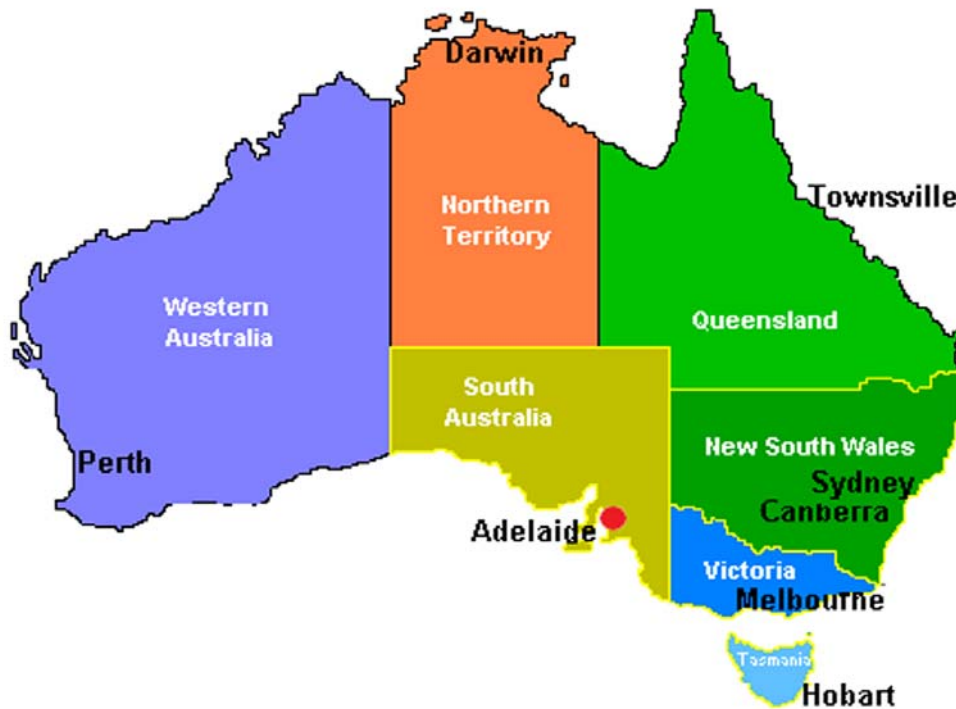 Darwin
Townsville
Northern
Territory
Western
Australia
Queensland
South
Australia
New South Wales
Perth
Sydney
Canberra
Adelaide
Victoria
Melbourne
Tasmania
Hobart